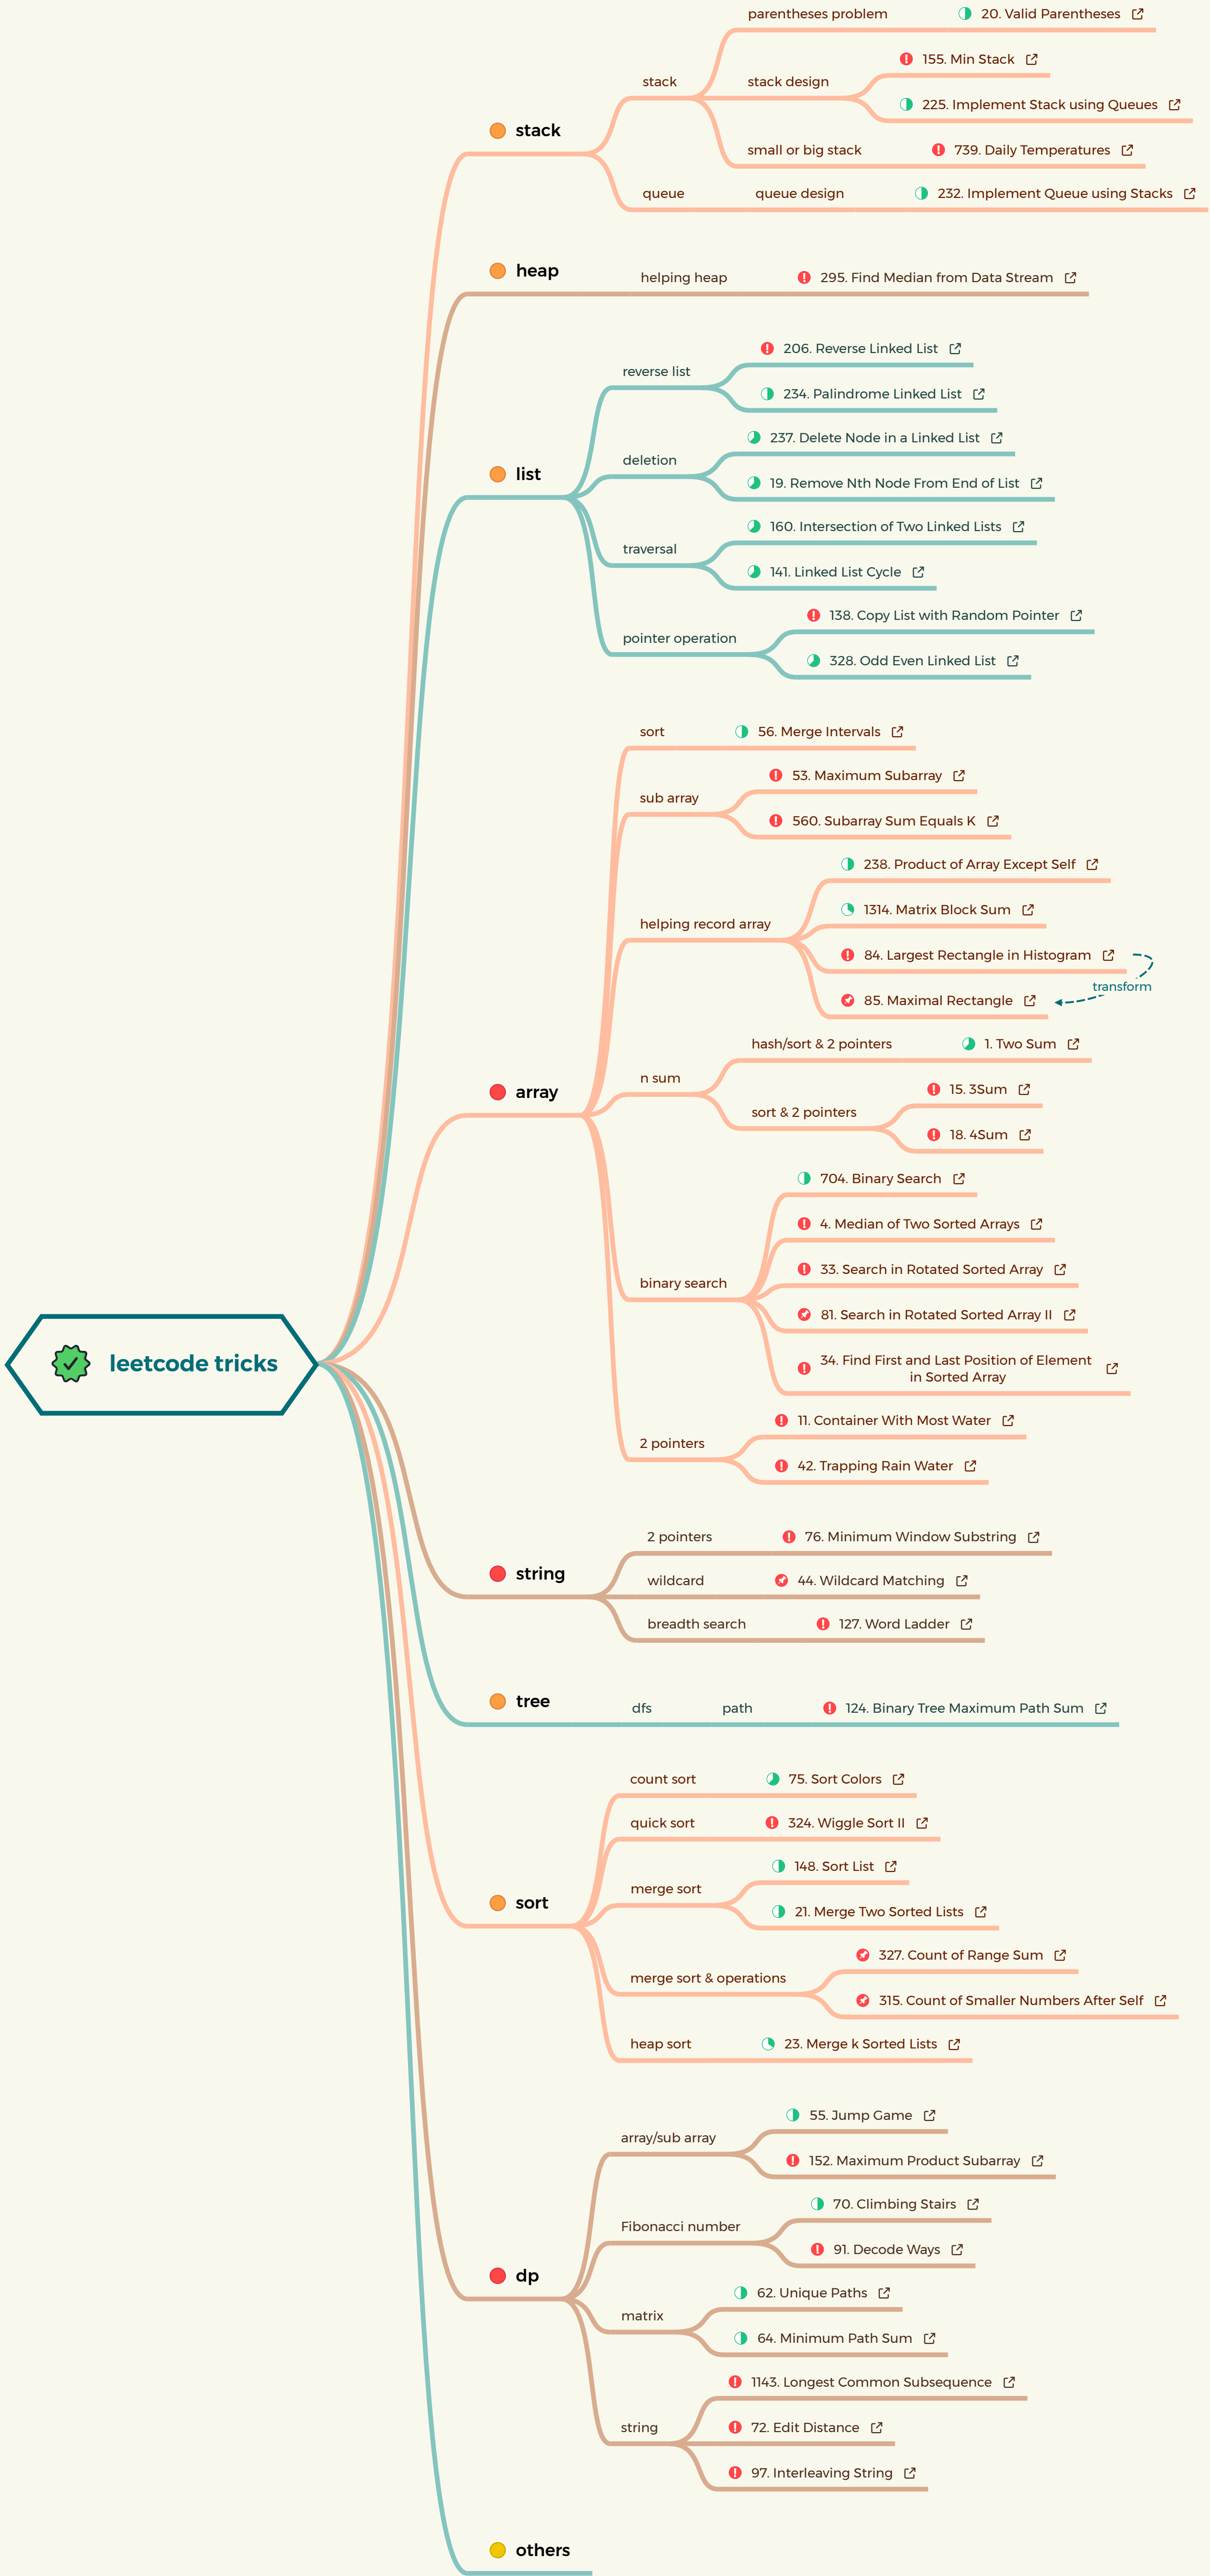 parentheses problem
20. Valid Parentheses
155. Min Stack
stack
stack design
225. Implement Stack using Queues
stack
small or big stack
739. Daily Temperatures
queue
queue design
232. Implement Queue using Stacks
heap
helping heap
295. Find Median from Data Stream
206. Reverse Linked List
reverse list
234. Palindrome Linked List
237. Delete Node in a Linked List
deletion
list
19. Remove Nth Node From End of List
160. Intersection of Two Linked Lists
traversal
141. Linked List Cycle
138. Copy List with Random Pointer
pointer operation
328. Odd Even Linked List
sort
56. Merge Intervals
53. Maximum Subarray
sub array
560. Subarray Sum Equals K
238. Product of Array Except Self
1314. Matrix Block Sum
helping record array
84. Largest Rectangle in Histogram
transform
85. Maximal Rectangle
hash/sort & 2 pointers
1. Two Sum
n sum
array
15. 3Sum
sort & 2 pointers
18. 4Sum
704. Binary Search
4. Median of Two Sorted Arrays
33. Search in Rotated Sorted Array
binary search
81. Search in Rotated Sorted Array II
34. Find First and Last Position of Element
in Sorted Array
leetcode tricks
11. Container With Most Water
2 pointers
42. Trapping Rain Water
2 pointers
76. Minimum Window Substring
string
wildcard
44. Wildcard Matching
breadth search
127. Word Ladder
tree
dfs
path
124. Binary Tree Maximum Path Sum
count sort
75. Sort Colors
quick sort
324. Wiggle Sort II
148. Sort List
merge sort
21. Merge Two Sorted Lists
sort
327. Count of Range Sum
merge sort & operations
315. Count of Smaller Numbers After Self
heap sort
23. Merge k Sorted Lists
55. Jump Game
array/sub array
152. Maximum Product Subarray
70. Climbing Stairs
Fibonacci number
91. Decode Ways
dp
62. Unique Paths
matrix
64. Minimum Path Sum
1143. Longest Common Subsequence
string
72. Edit Distance
97. Interleaving String
others